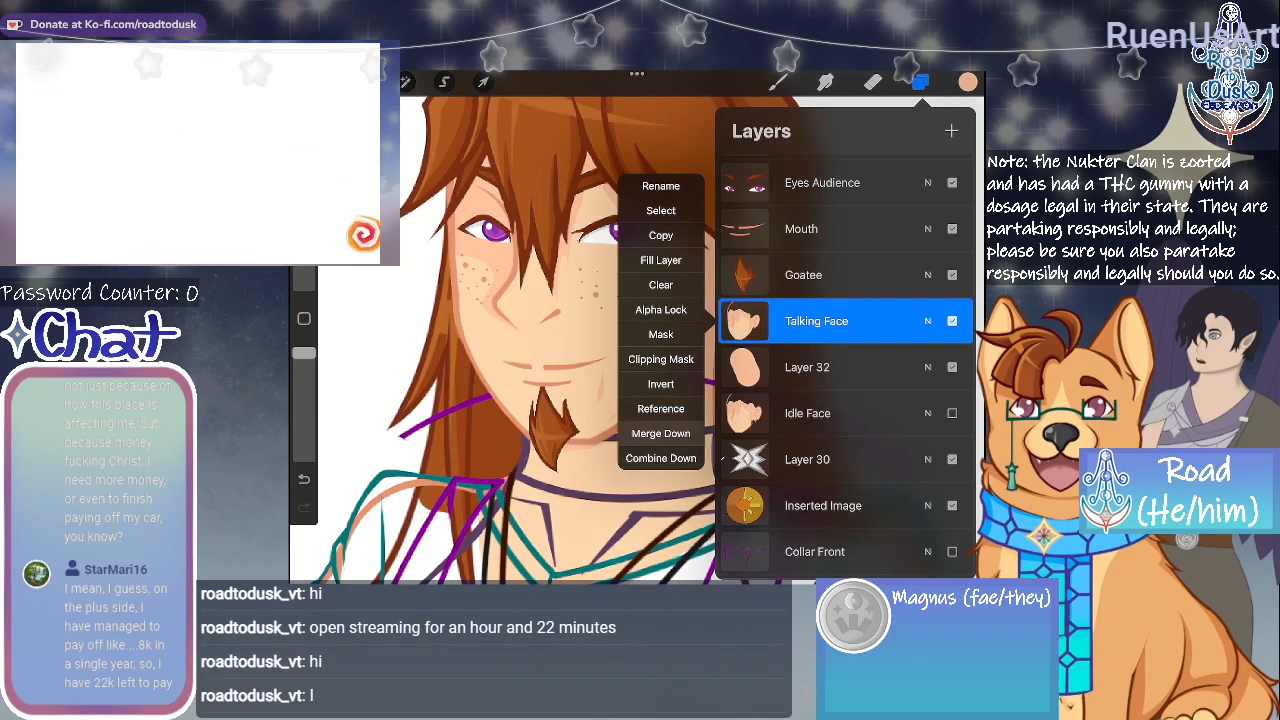 Donate at Ko-fi.com/roadtodusk
RuenUsArt
Road
to
Dusk
Education
Layers
Eyes Audience N
Mouth N
Goatee N
Talking Face N
Layer 32 N
Idle Face N
Layer 30 N
Inserted Image N
Collar Front N
Rename
Select
Copy
Fill Layer
Clear
Alpha Lock
Mask
Clipping Mask
Invert
Reference
Merge Down
Combine Down
Note: the Nukter Clan is zooted
and has had a THC gummy with a
dosage legal in their state. They are
partaking responsibly and legally;
please be sure you also paratake
responsibly and legally should you do so.
Password Counter: 0
Chat
not just because of
how this place is
affecting me, but,
because money
fucking Christ, I
need more money,
or even to finish
paying off my car,
you know?
StarMari16
I mean, I guess, on
the plus side, I
have managed to
pay off like....8k in
a single year, so, I
have 22k left to pay
roadtodusk_vt: hi
roadtodusk_vt: open streaming for an hour and 22 minutes
roadtodusk_vt: hi
roadtodusk_vt: I
Road
(He/him)
Magnus (fae/they)